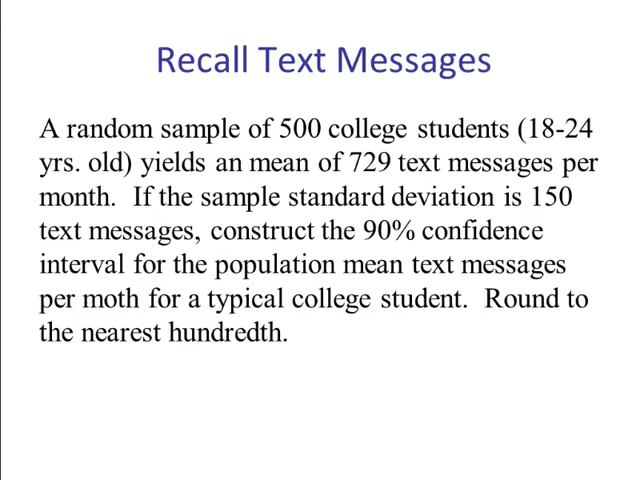 Recall Text Messages
A random sample of 500 college students (18-24
yrs. old) yields an mean of 729 text messages per
month.  If the sample standard deviation is 150
text messages, construct the 90% confidence
interval for the population mean text messages
per moth for a typical college student.  Round to
the nearest hundredth.